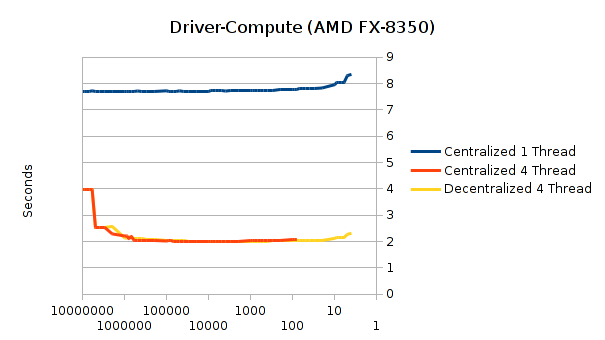 Driver-Compute (AMD FX-8350)
9
8
7
6
5
4
3
2
1
0
Seconds
Centralized 1 Thread
Centralized 4 Thread
Decentralized 4 Thread
10000000 100000 1000 10
1000000 10000 100 1